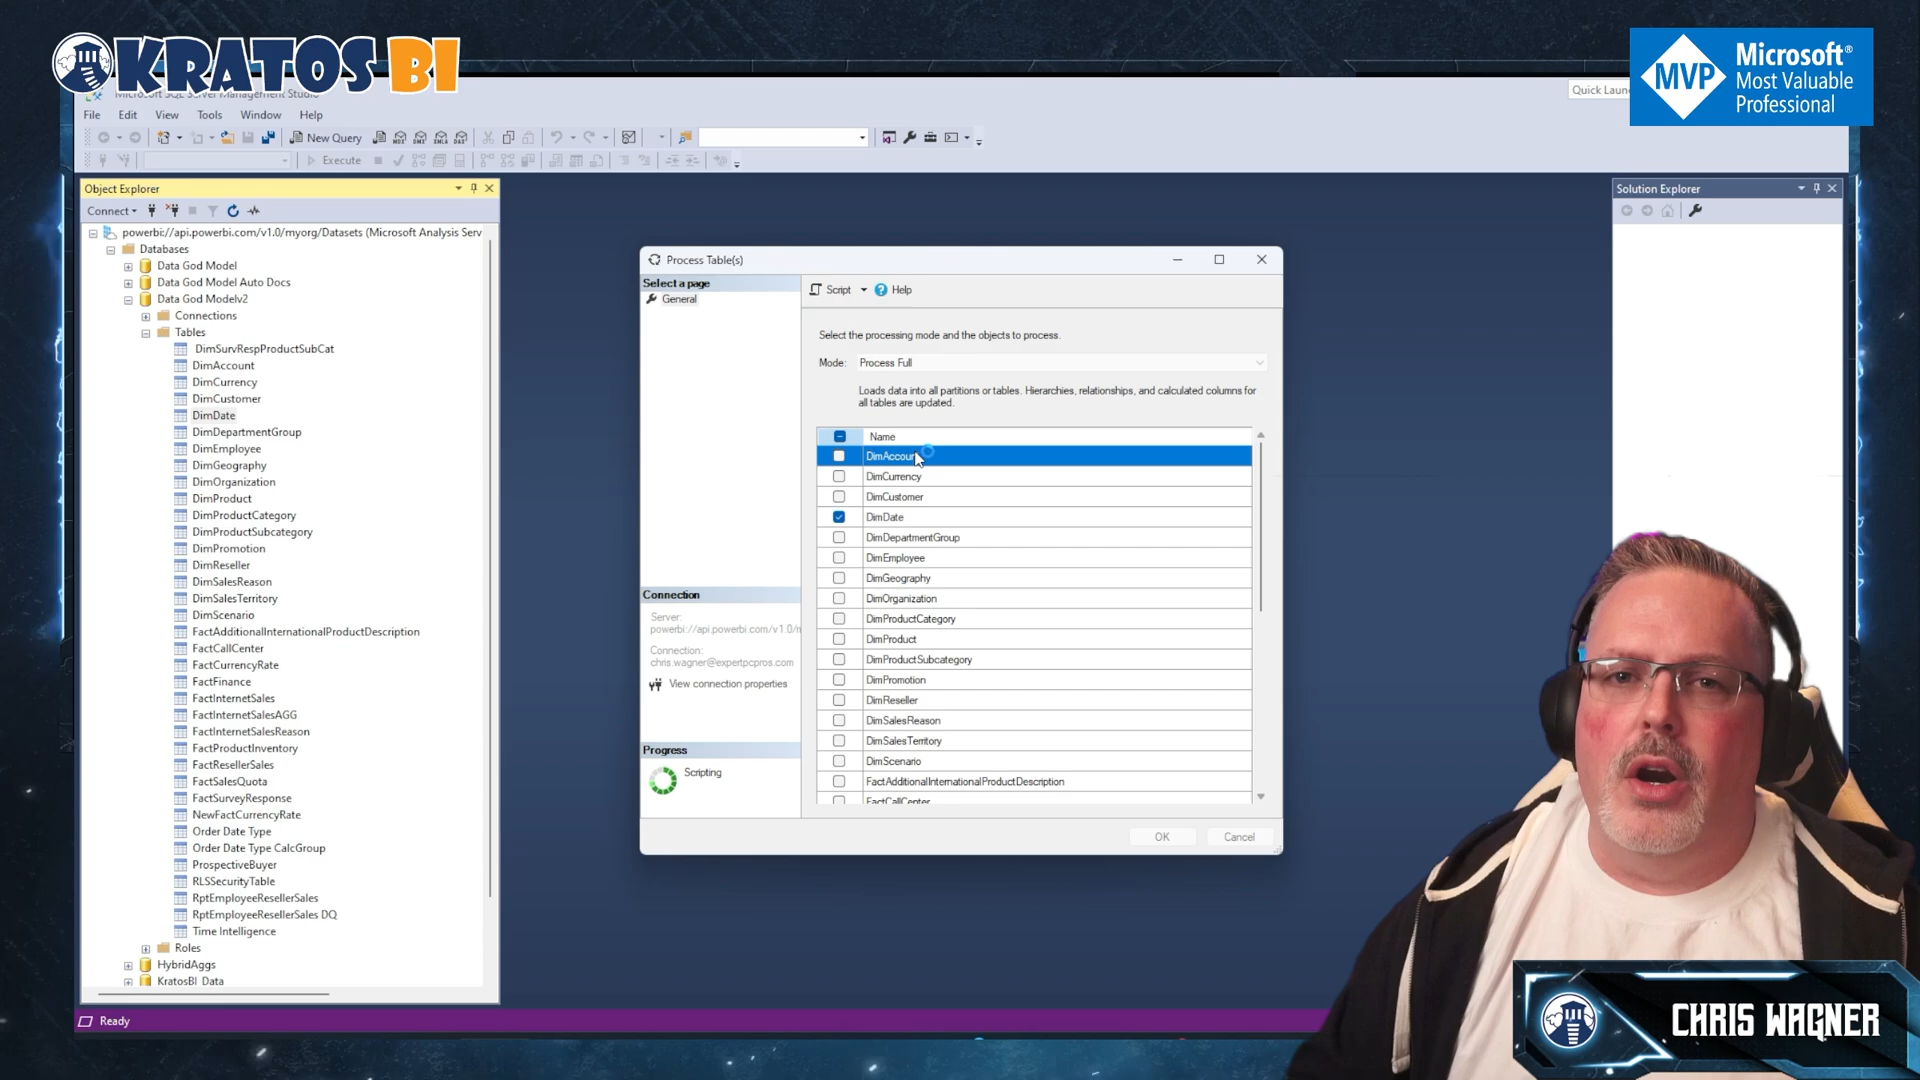 KRATOS BI
Microsoft®
Most Valuable
Professional
MVP
Microsoft SQL Server Management Studio
Quick Laun
File Edit View Tools Window Help
New Query
Execute
Object Explorer
Connect
powerbi://api.powerbi.com/v1.0/myorg/Datasets (Microsoft Analysis Serv
Databases
Data God Model
Data God Model Auto Docs
Data God Modelv2
Connections
Tables
DimSurvRespProductSubCat
DimAccount
DimCurrency
DimCustomer
DimDate
DimDepartmentGroup
DimEmployee
DimGeography
DimOrganization
DimProduct
DimProductCategory
DimProductSubcategory
DimPromotion
DimReseller
DimSalesReason
DimSalesTerritory
DimScenario
FactAdditionalInternationalProductDescription
FactCallCenter
FactCurrencyRate
FactFinance
FactInternetSales
FactInternetSalesAGG
FactInternetSalesReason
FactProductInventory
FactResellerSales
FactSalesQuota
FactSurveyResponse
NewFactCurrencyRate
Order Date Type
Order Date Type CalcGroup
ProspectiveBuyer
RLSSecurityTable
RptEmployeeResellerSales
RptEmployeeResellerSales DQ
Time Intelligence
Roles
HybridAggs
KratosBI Data
Ready
Process Table(s)
Select a page
General
Connection
Server:
powerbi://api.powerbi.com/v1.0/n
Connection:
chris.wagner@expertpcpros.com
View connection properties
Progress
Scripting
Script Help
Select the processing mode and the objects to process.
Mode: Process Full
Loads data into all partitions or tables. Hierarchies, relationships, and calculated columns for
all tables are updated.
Name
DimAccount
DimCurrency
DimCustomer
DimDate
DimDepartmentGroup
DimEmployee
DimGeography
DimOrganization
DimProductCategory
DimProduct
DimProductSubcategory
DimPromotion
DimReseller
DimSalesReason
DimSalesTerritory
DimScenario
FactAdditionalInternationalProductDescription
FactCallCenter
OK Cancel
Solution Explorer
CHRIS WAGNER